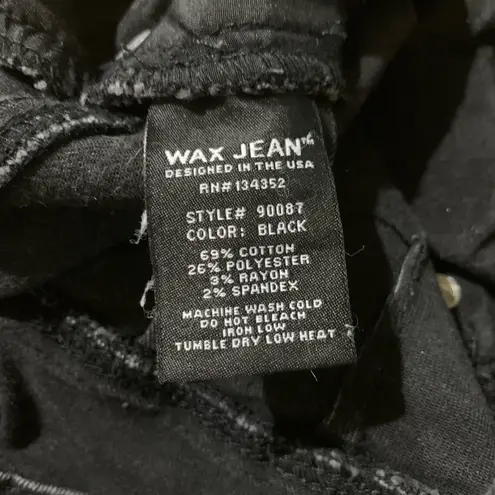 WAX JEAN™
DESIGNED IN THE USA
RN# 134352
STYLE# 90087
COLOR: BLACK
69% COTTON
26% POLYESTER
3% RAYON
2% SPANDEX
MACHINE WASH COLD
DO NOT BLEACH
IRON LOW
TUMBLE DRY LOW HEAT